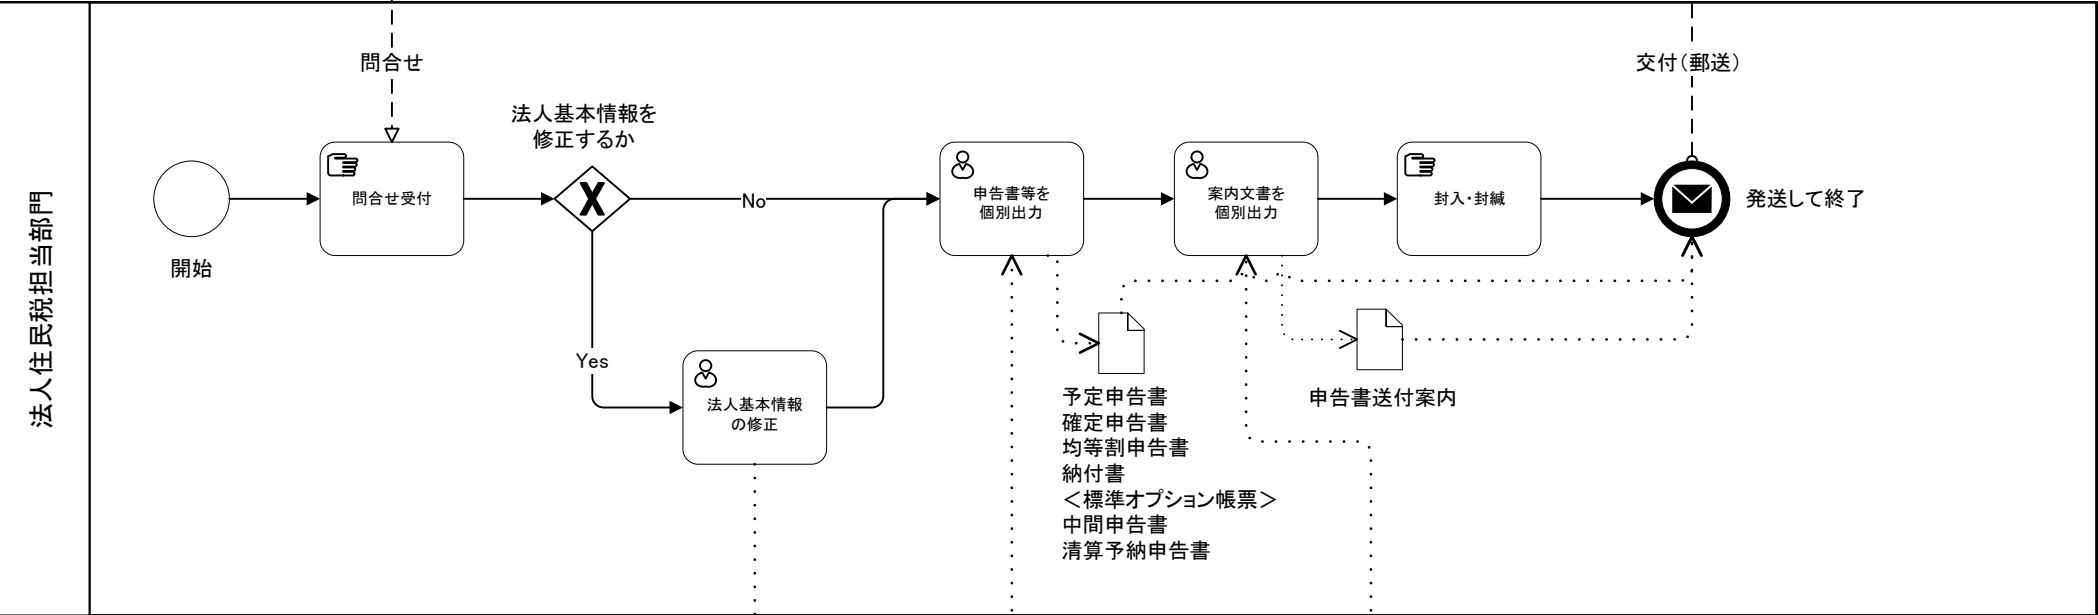 法人住民税担当部門
問合せ
交付（郵送）
法人基本情報を
修正するか
問合せ受付
No
申告書等を
個別出力
案内文書を
個別出力
封入・封緘
発送して終了
開始
Yes
法人基本情報
の修正
予定申告書
確定申告書
均等割申告書
納付書
＜標準オプション帳票＞
中間申告書
清算予納申告書
申告書送付案内